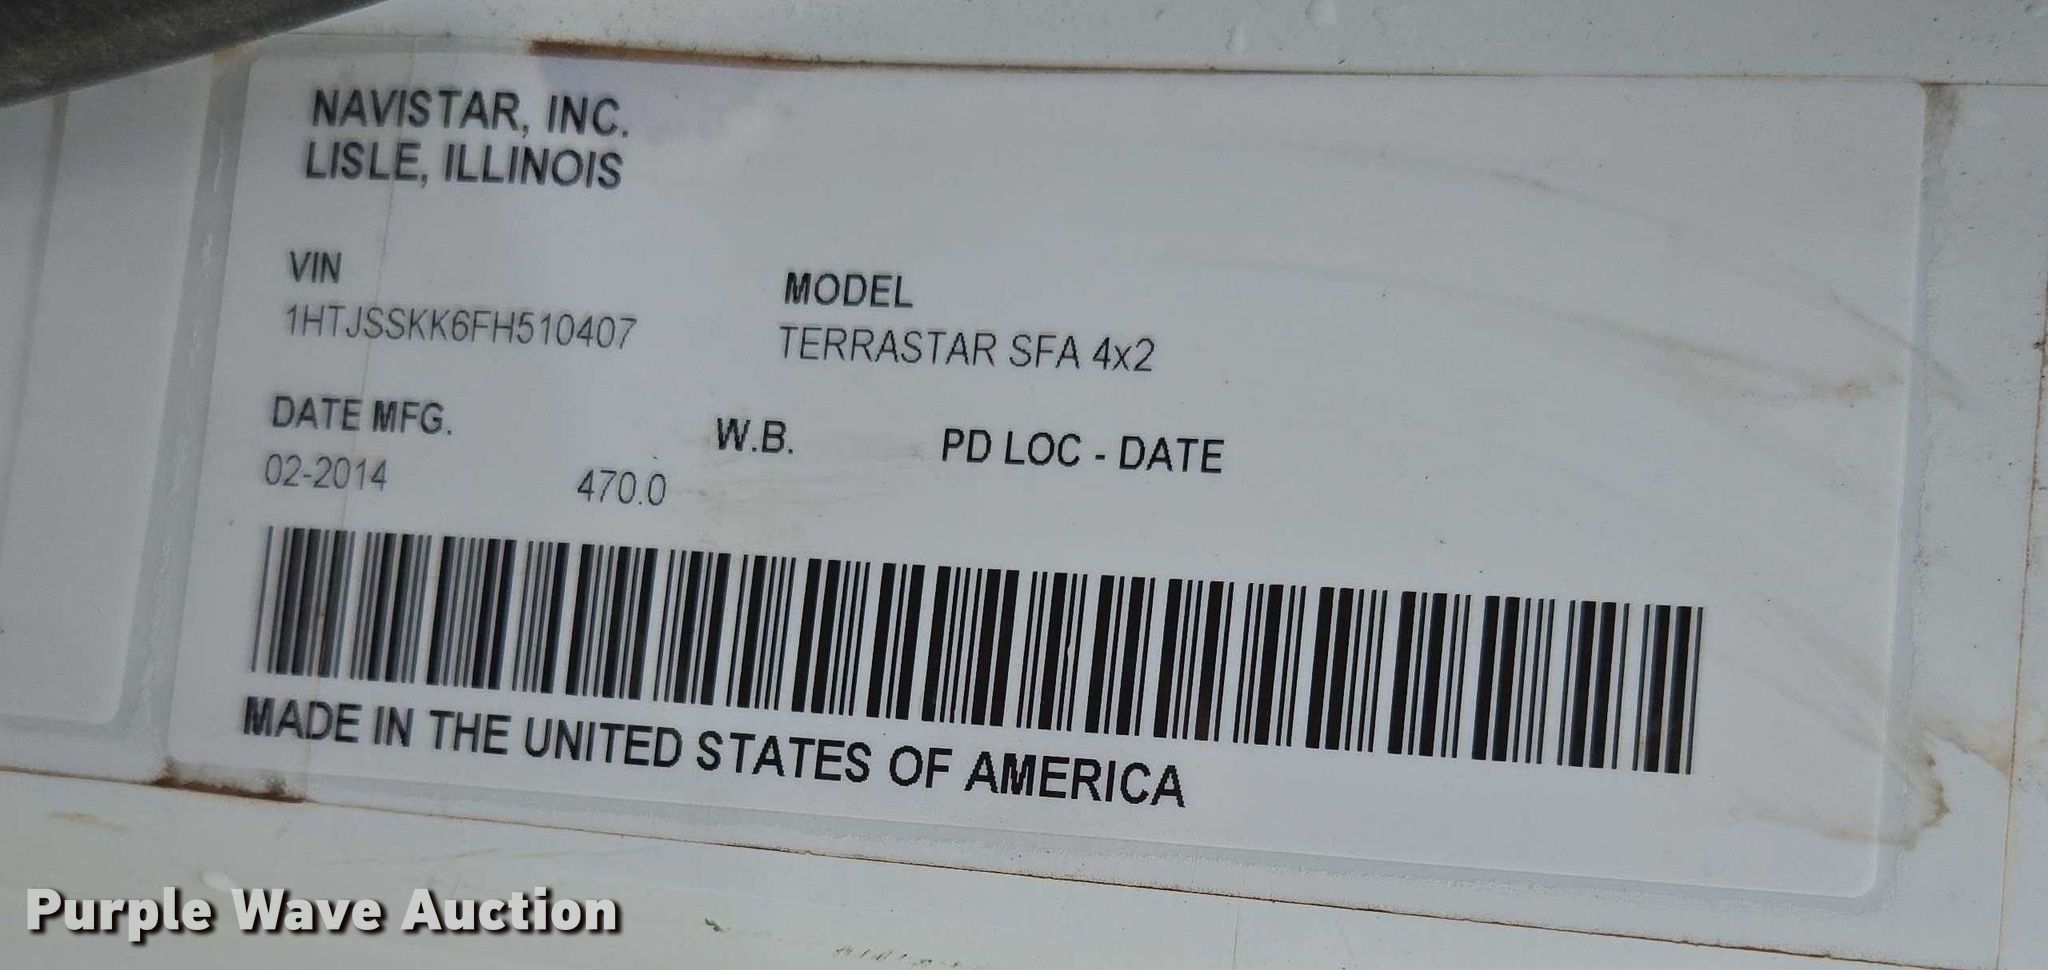 NAVISTAR, INC.
LISLE, ILLINOIS
VIN
1HTJSSKK6FH510407
MODEL
TERRASTAR SFA 4x2
DATE MFG.
02-2014
W.B.
470.0
PD LOC - DATE
MADE IN THE UNITED STATES OF AMERICA
Purple Wave Auction